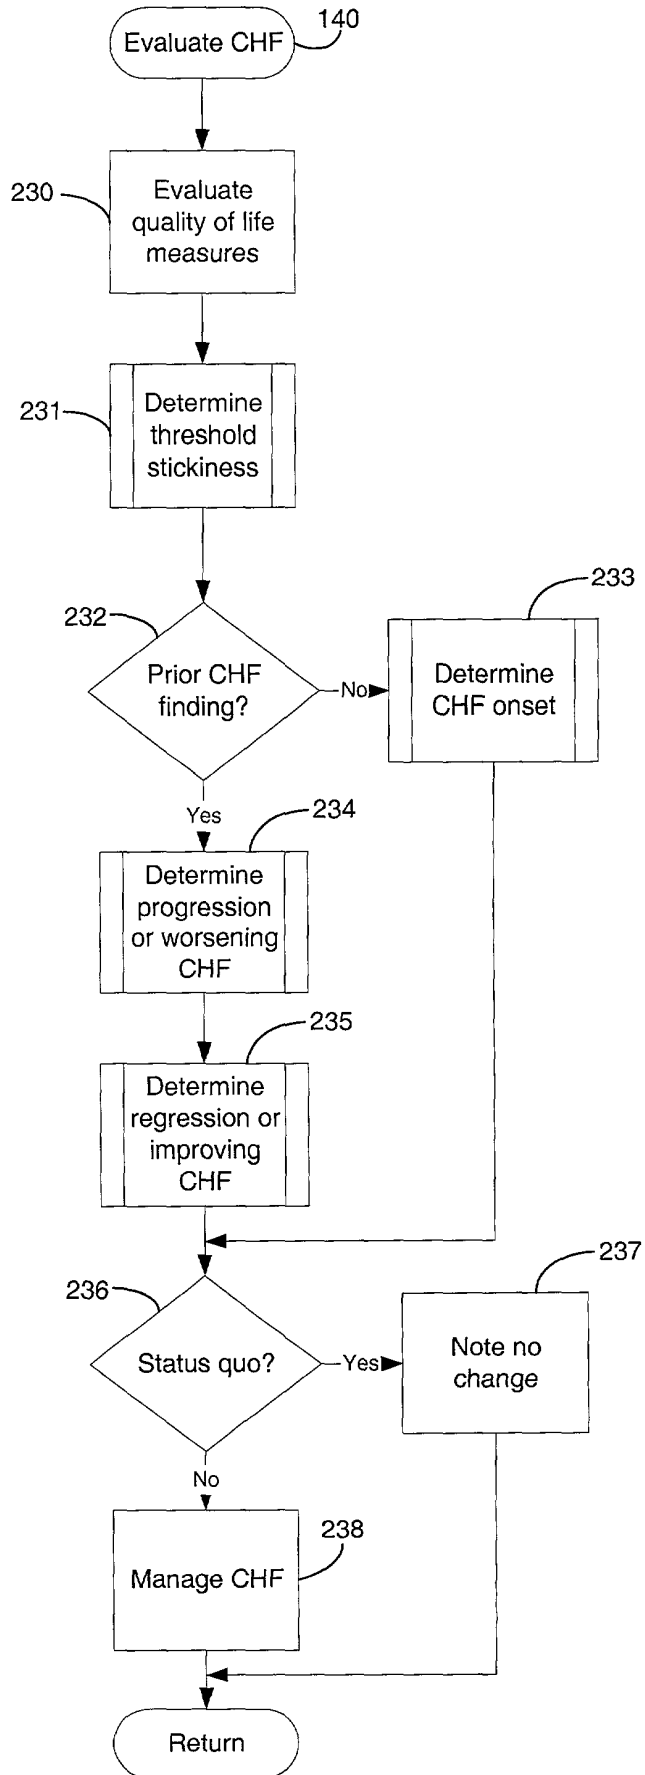 Evaluate CHF
140
230
Evaluate
quality of life
measures
231
Determine
threshold
stickiness
232
Prior CHF
finding?
No
233
Determine
CHF onset
Yes
234
Determine
progression
or worsening
CHF
235
Determine
regression or
improving
CHF
236
Status quo?
Yes
237
Note no
change
No
238
Manage CHF
Return